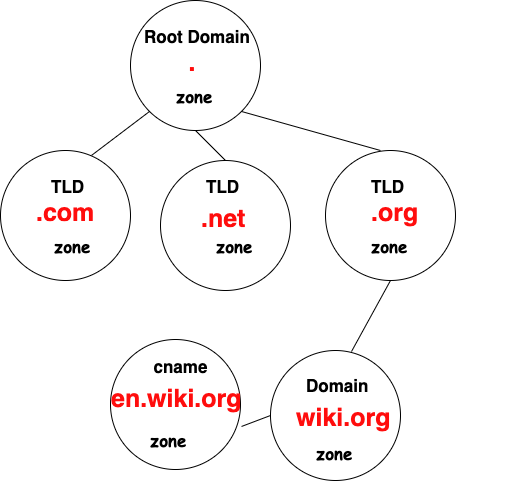 Root Domain
.
zone
TLD
.com
zone
TLD
.net
zone
TLD
.org
zone
cname
en.wiki.org
zone
Domain
wiki.org
zone